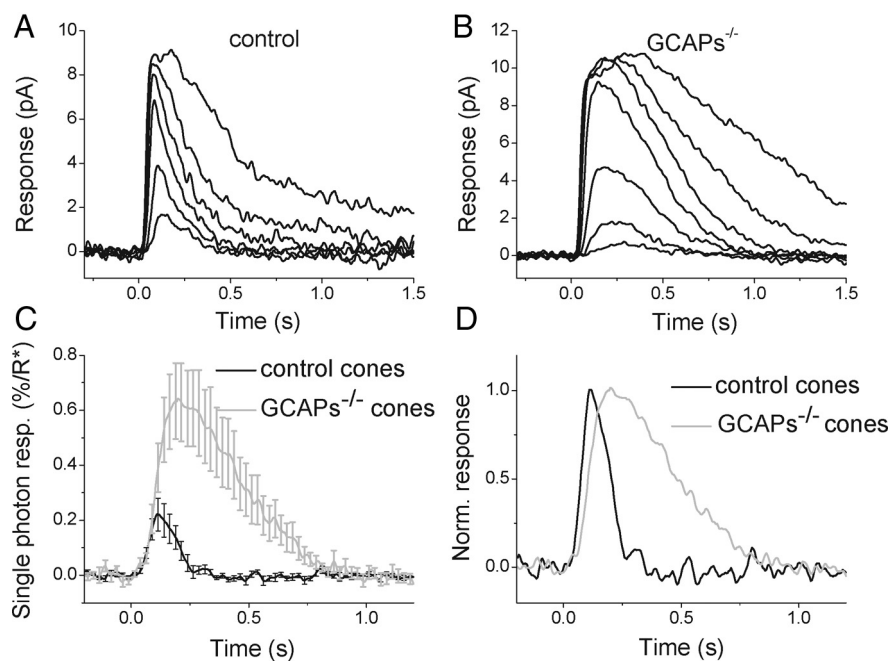 A
control
Response (pA)
10
8
6
4
2
0
0.0 0.5 1.0 1.5
Time (s)
B
GCAPs-/-
Response (pA)
12
10
8
6
4
2
0
0.0 0.5 1.0 1.5
Time (s)
C
control cones
GCAPs-/- cones
Single photon resp. (%/R*)
0.8
0.6
0.4
0.2
0.0
0.0 0.5 1.0
Time (s)
D
control cones
GCAPs-/- cones
Norm. response
1.0
0.5
0.0
0.0 0.5 1.0
Time (s)